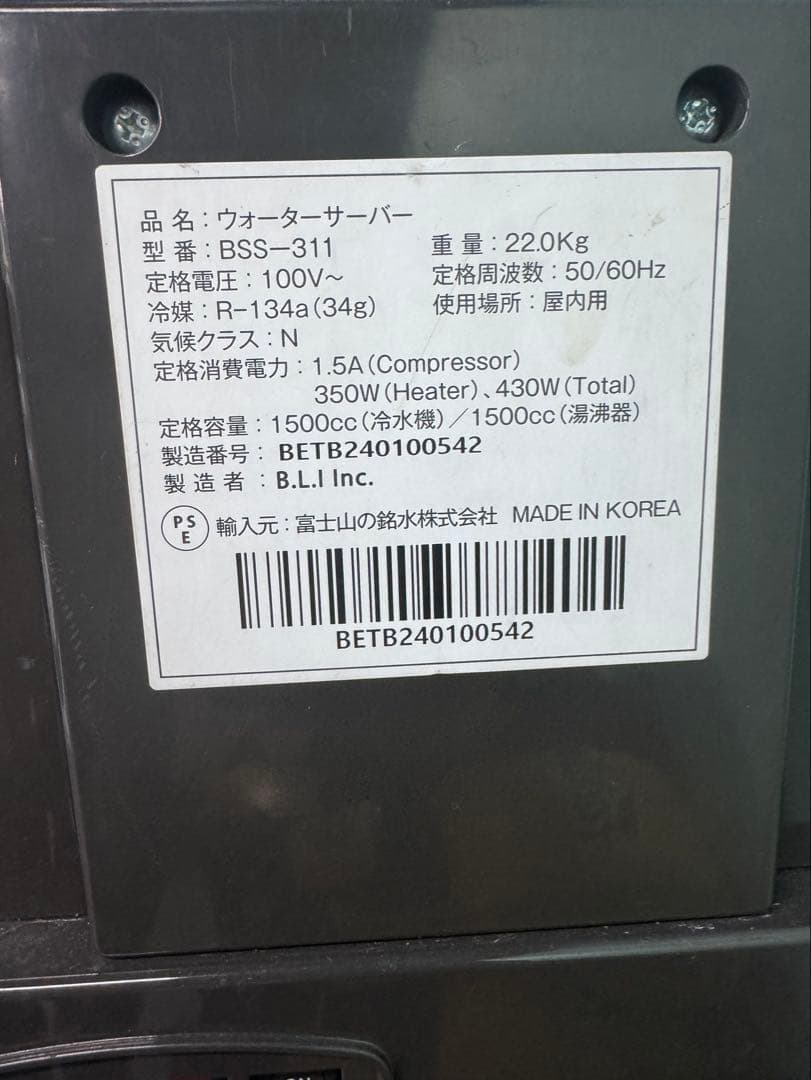 品 名：ウォーターサーバー
型 番：BSS−311 重 量：22.0Kg
定格電圧：100V〜 定格周波数：50/60Hz
冷媒：R-134a(34g) 使用場所：屋内用
気候クラス：N
定格消費電力：1.5A(Compressor)
350W(Heater)、430W(Total)
定格容量：1500cc(冷水機)／1500cc(湯沸器)
製造番号： BETB240100542
製 造 者 ：B.L.I Inc.
PS
E 輸入元：富士山の銘水株式会社 MADE IN KOREA
BETB240100542